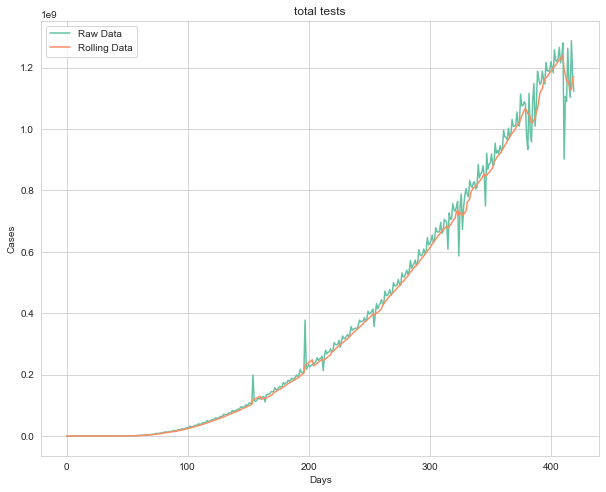 total tests
1e9
Raw Data
Rolling Data
1.2
1.0
0.8
0.6
0.4
0.2
0.0
Cases
0 100 200 300 400
Days